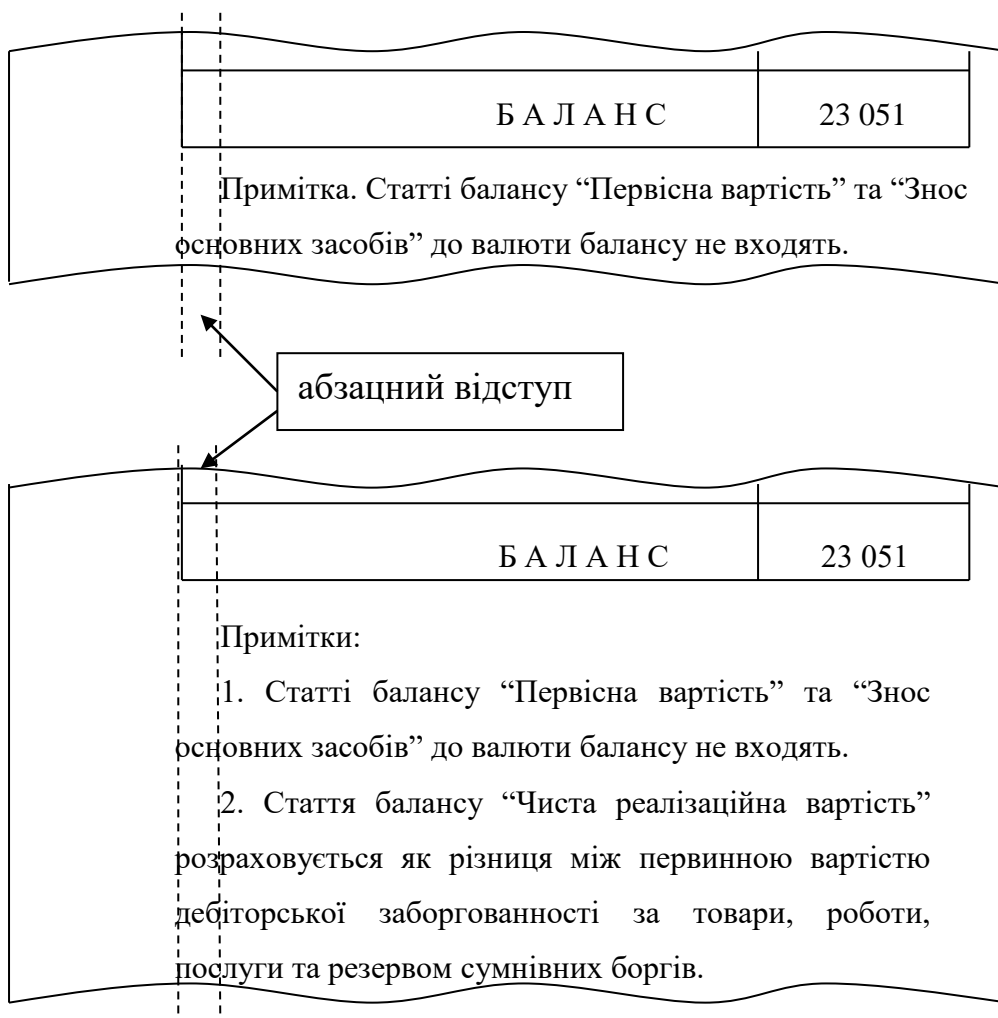 Б А Л А Н С 23 051
Примітка. Статті балансу “Первісна вартість” та “Знос
основних засобів” до валюти балансу не входять.
абзацний відступ
Б А Л А Н С 23 051
Примітки:
1. Статті балансу “Первісна вартість” та “Знос
основних засобів” до валюти балансу не входять.
2. Стаття балансу “Чиста реалізаційна вартість”
розраховується як різниця між первинною вартістю
дебіторської заборгованності за товари, роботи,
послуги та резервом сумнівних боргів.